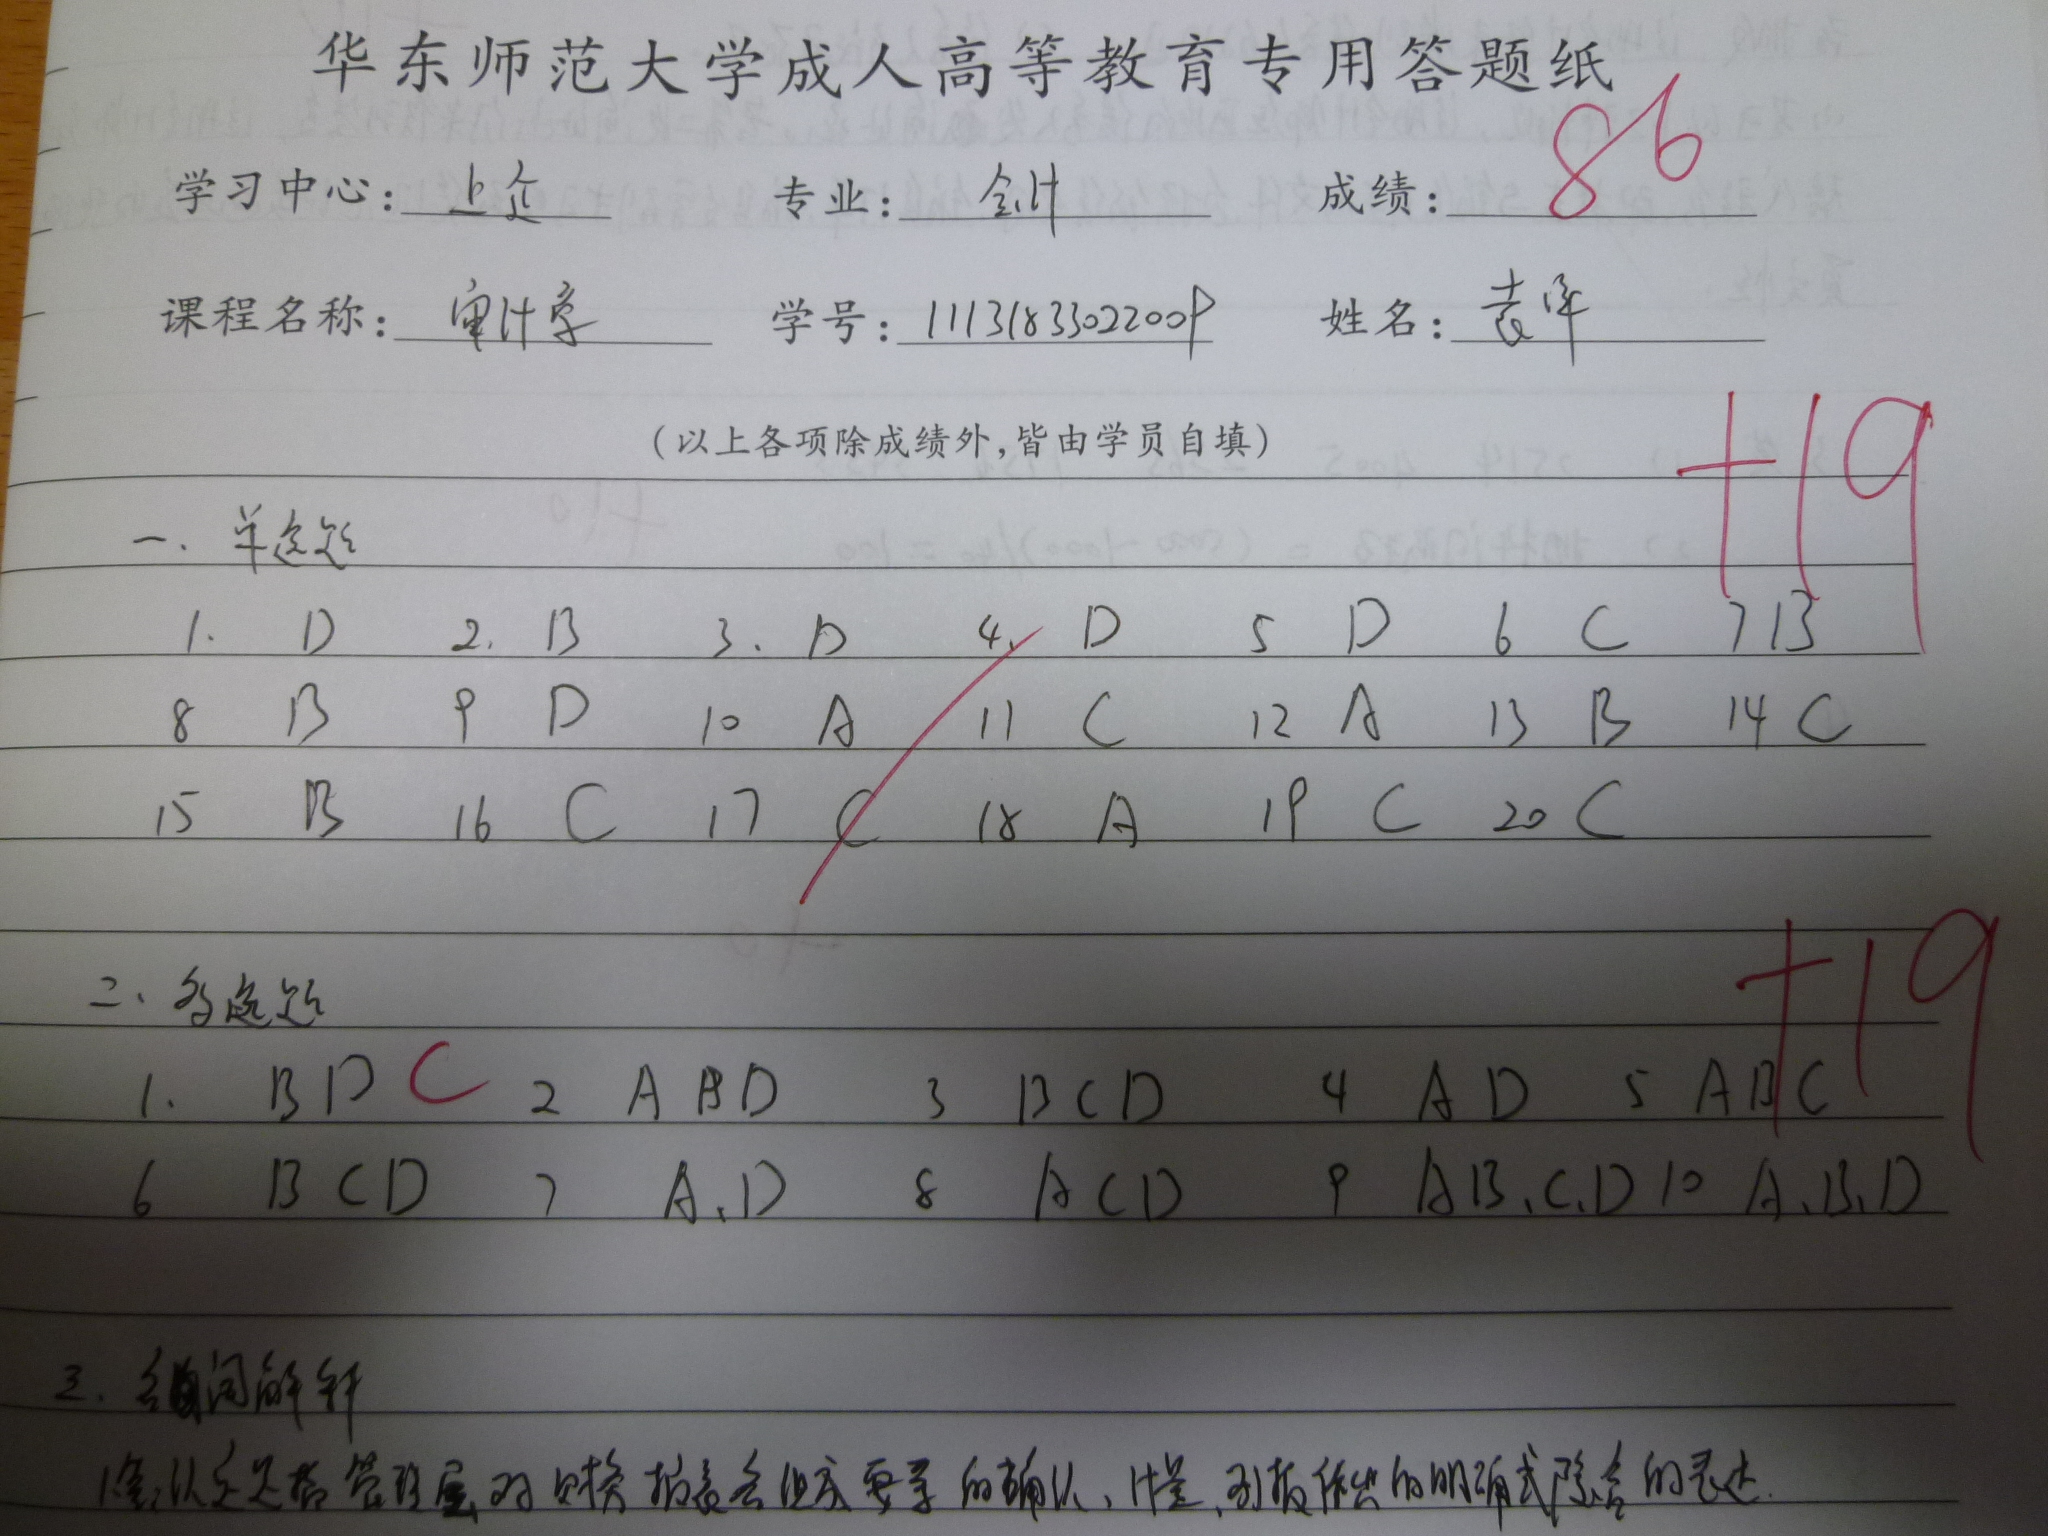 华东师范大学成人高等教育专用答题纸
学习中心: 上企 专业: 会计 成绩: 86
课程名称: 审计学 学号: 11131833022009 姓名: 袁
(以上各项除成绩外,皆由学员自填)
+19
一. 单选题
1. D 2. B 3. D 4. D 5 D 6 C 7 B
8 B 9 D 10 A 11 C 12 A 13 B 14 C
15 B 16 C 17 C 18 A 19 C 20 C
+19
二. 多选题
1. B D C 2 A B D 3 B C D 4 A D 5 A B C
6 B C D 7 A.D 8 A C D 9 A B.C.D 10 A.B.D
三. 名词解释
1 认定是指管理层对财务报表各组成要素的确认、计量、列报作出的明确或隐含的表达.